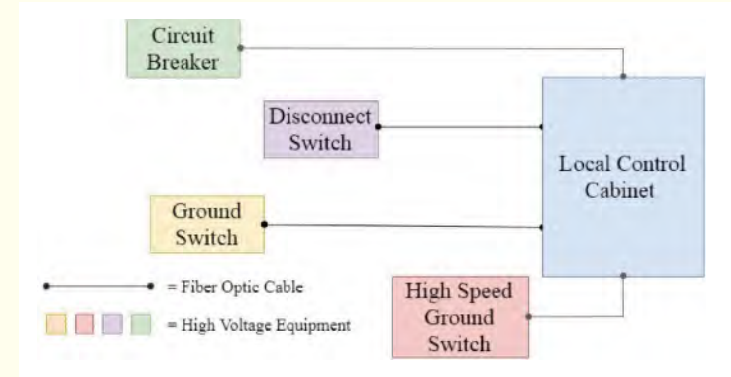 Circuit
Breaker
Disconnect
Switch
Local Control
Cabinet
Ground
Switch
= Fiber Optic Cable
High Speed
Ground
Switch
= High Voltage Equipment